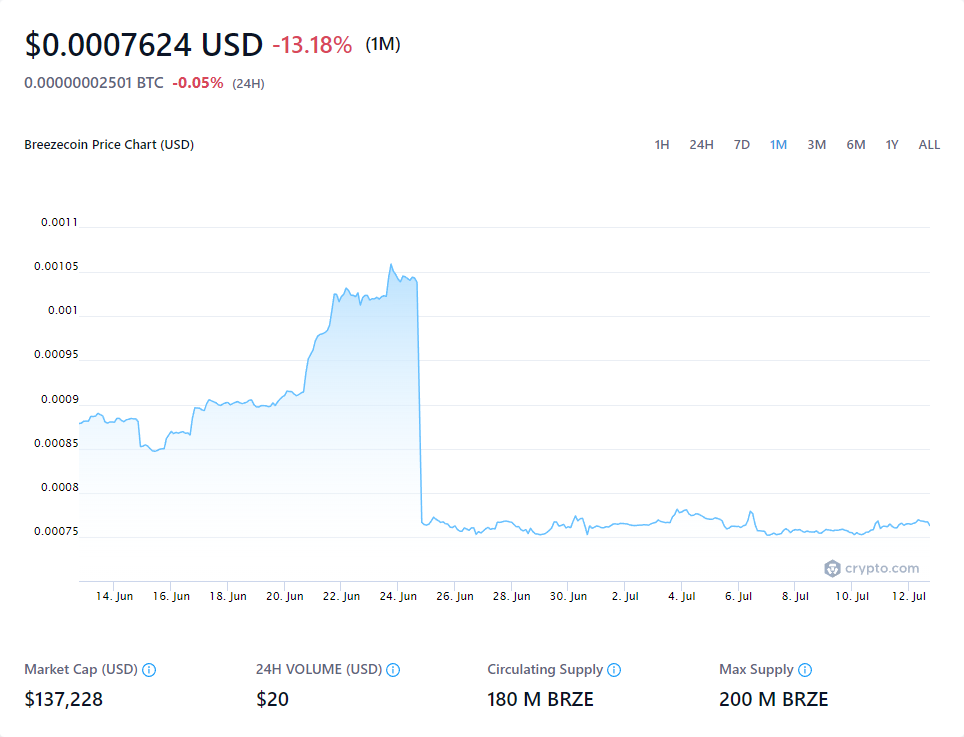 $0.0007624 USD -13.18% (1M)
0.00000002501 BTC -0.05% (24H)
Breezecoin Price Chart (USD) 1H 24H 7D 1M 3M 6M 1Y ALL
0.0011
0.00105
0.001
0.00095
0.0009
0.00085
0.0008
0.00075
crypto.com
14. Jun 16. Jun 18. Jun 20. Jun 22. Jun 24. Jun 26. Jun 28. Jun 30. Jun 2. Jul 4. Jul 6. Jul 8. Jul 10. Jul 12. Jul
Market Cap (USD) 24H VOLUME (USD) Circulating Supply Max Supply
$137,228 $20 180 M BRZE 200 M BRZE